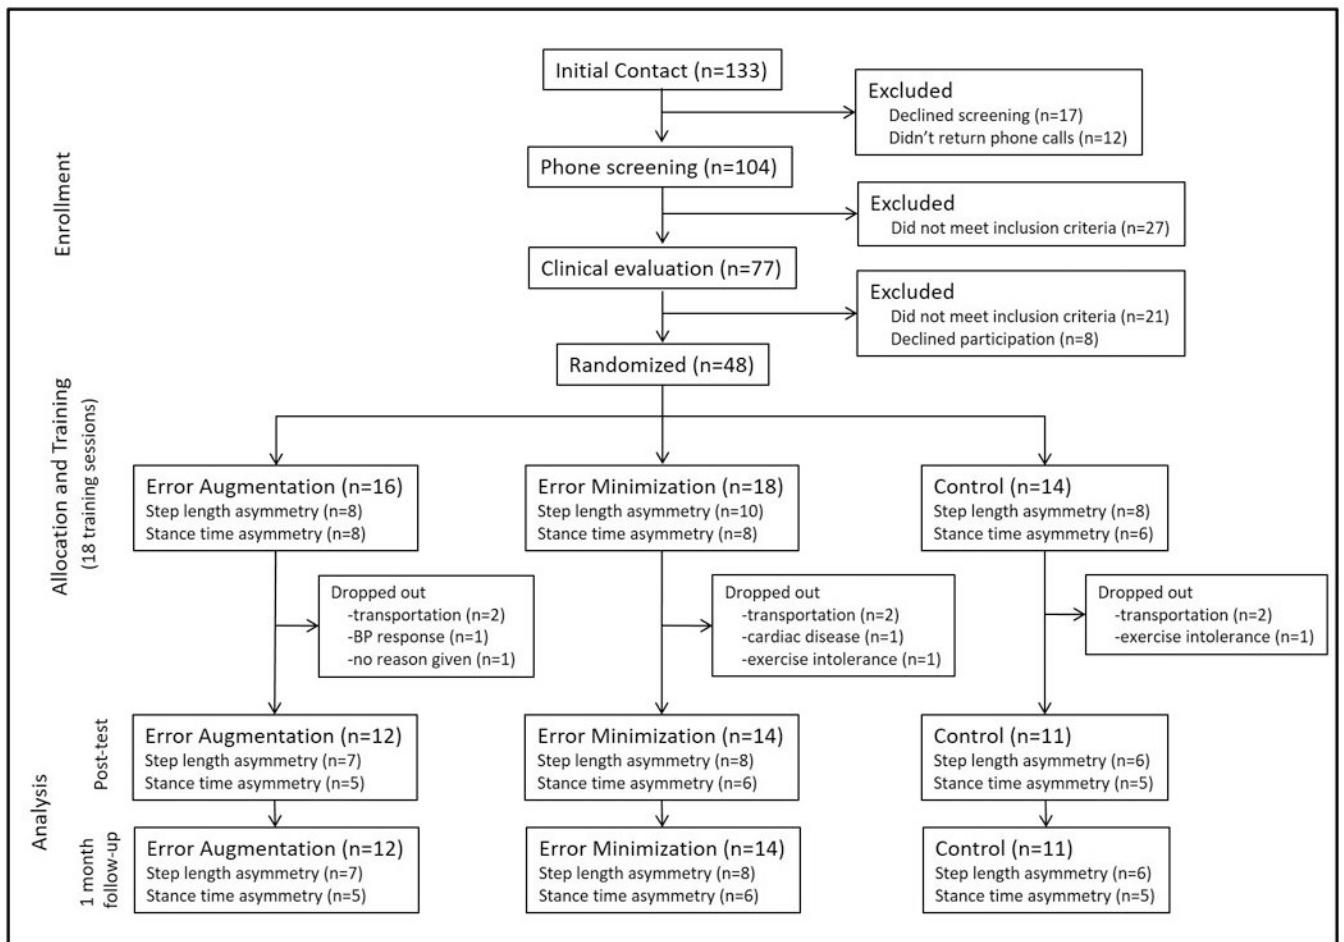 Initial Contact (n=133)
Excluded
Declined screening (n=17)
Didn't return phone calls (n=12)
Enrollment
Phone screening (n=104)
Excluded
Did not meet inclusion criteria (n=27)
Clinical evaluation (n=77)
Excluded
Did not meet inclusion criteria (n=21)
Declined participation (n=8)
Randomized (n=48)
Allocation and Training
(18 training sessions)
Error Augmentation (n=16)
Step length asymmetry (n=8)
Stance time asymmetry (n=8)
Error Minimization (n=18)
Step length asymmetry (n=10)
Stance time asymmetry (n=8)
Control (n=14)
Step length asymmetry (n=8)
Stance time asymmetry (n=6)
Dropped out
-transportation (n=2)
-BP response (n=1)
-no reason given (n=1)
Dropped out
-transportation (n=2)
-cardiac disease (n=1)
-exercise intolerance (n=1)
Dropped out
-transportation (n=2)
-exercise intolerance (n=1)
Analysis
Post-test
Error Augmentation (n=12)
Step length asymmetry (n=7)
Stance time asymmetry (n=5)
Error Minimization (n=14)
Step length asymmetry (n=8)
Stance time asymmetry (n=6)
Control (n=11)
Step length asymmetry (n=6)
Stance time asymmetry (n=5)
1 month
follow-up
Error Augmentation (n=12)
Step length asymmetry (n=7)
Stance time asymmetry (n=5)
Error Minimization (n=14)
Step length asymmetry (n=8)
Stance time asymmetry (n=6)
Control (n=11)
Step length asymmetry (n=6)
Stance time asymmetry (n=5)